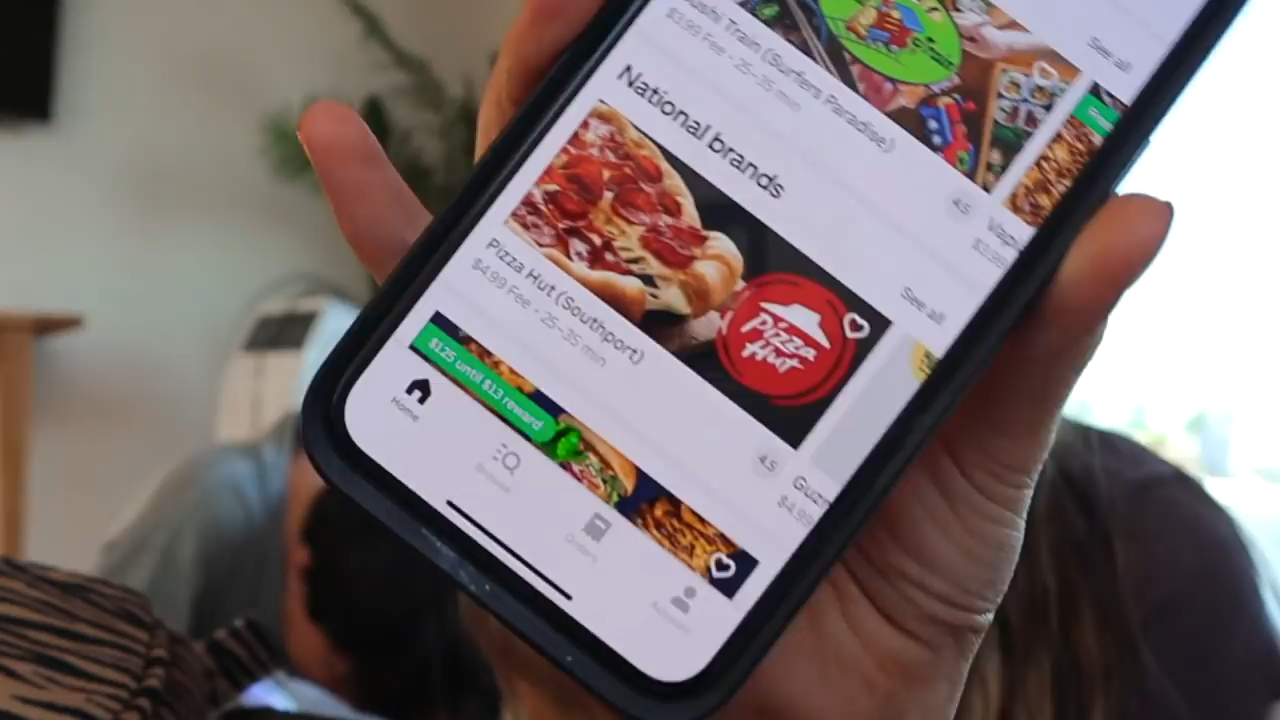 Sushi Train (Surfers Paradise)
$3.99 Fee • 25-35 min
See all
4.5
National brands
See all
Pizza Hut
Pizza Hut (Southport)
$4.99 Fee • 25-35 min
4.5
$4.99
$125 until $13 reward
Home
Browse
Orders
Account